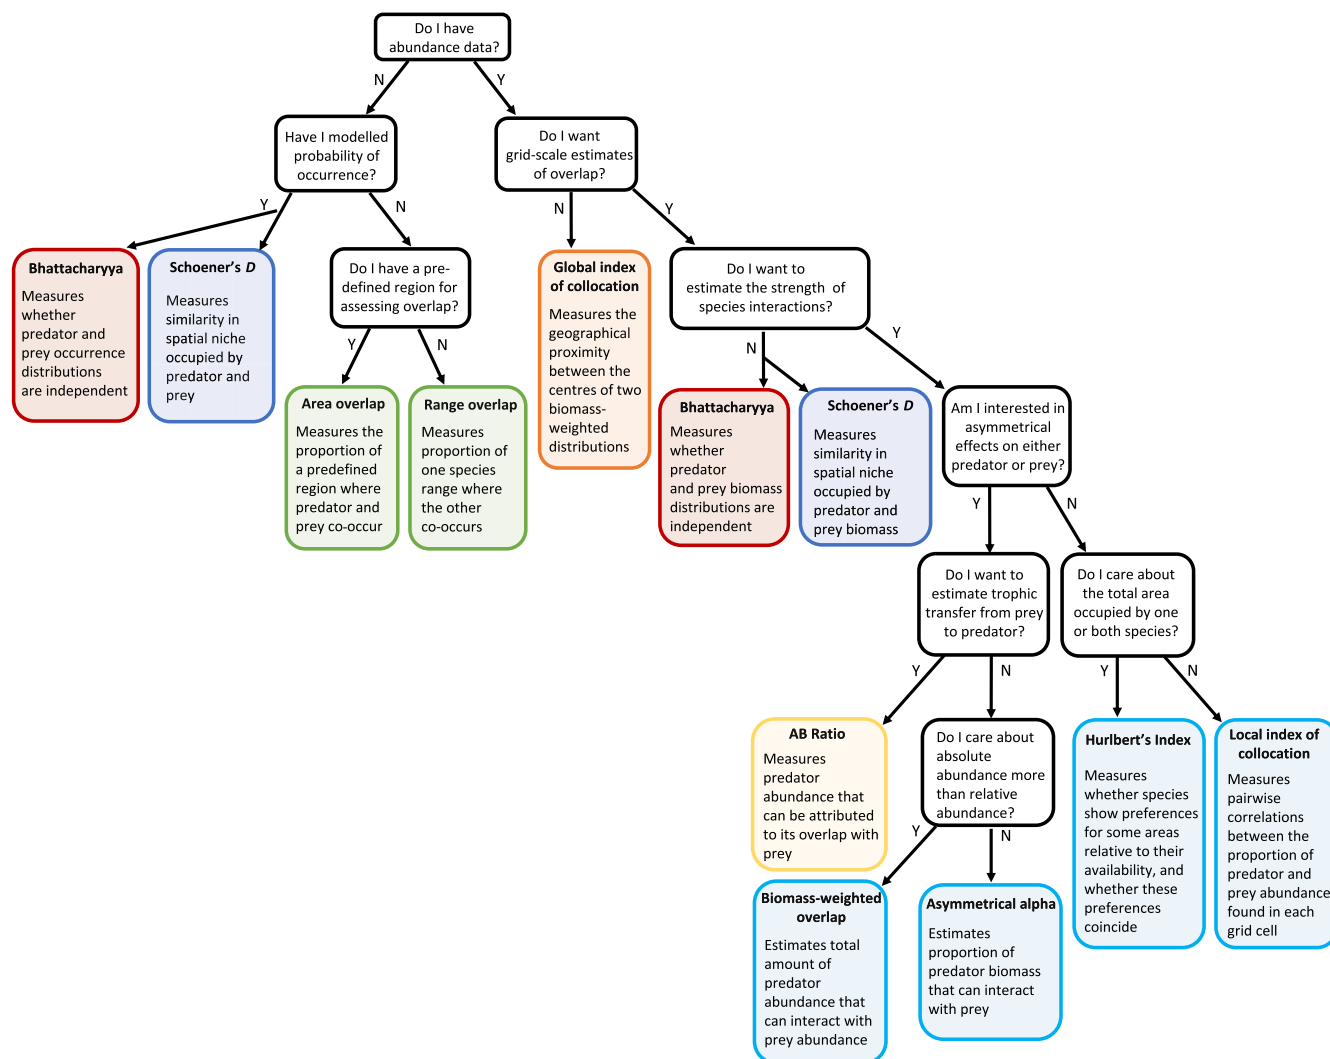 Do I have
abundance data?
N
Y
Have I modelled
probability of
occurrence?
Do I want
grid-scale estimates
of overlap?
Y
N
N
Y
Bhattacharyya
Measures
whether
predator and
prey occurrence
distributions
are independent
Schoener's D
Measures
similarity in
spatial niche
occupied by
predator and
prey
Do I have a pre-
defined region for
assessing overlap?
Global index
of collocation
Measures the
geographical
proximity
between the
centres of two
biomass-
weighted
distributions
Do I want to
estimate the strength of
species interactions?
Y
N
N
Y
Area overlap
Measures the
proportion of
a predefined
region where
predator and
prey co-occur
Range overlap
Measures
proportion of
one species
range where
the other
co-occurs
Bhattacharyya
Measures
whether
predator
and prey biomass
distributions are
independent
Schoener's D
Measures
similarity in
spatial niche
occupied by
predator and
prey biomass
Am I interested in
asymmetrical
effects on either
predator or prey?
Y
N
Do I want to
estimate trophic
transfer from prey
to predator?
Do I care about
the total area
occupied by one
or both species?
Y
N
Y
N
AB Ratio
Measures
predator
abundance that
can be attributed
to its overlap with
prey
Do I care about
absolute
abundance more
than relative
abundance?
Hurlbert's Index
Measures
whether species
show preferences
for some areas
relative to their
availability, and
whether these
preferences
coincide
Local index of
collocation
Measures
pairwise
correlations
between the
proportion of
predator and
prey abundance
found in each
grid cell
Y
N
Biomass-weighted
overlap
Estimates total
amount of
predator
abundance that
can interact with
prey abundance
Asymmetrical alpha
Estimates
proportion of
predator biomass
that can interact
with prey